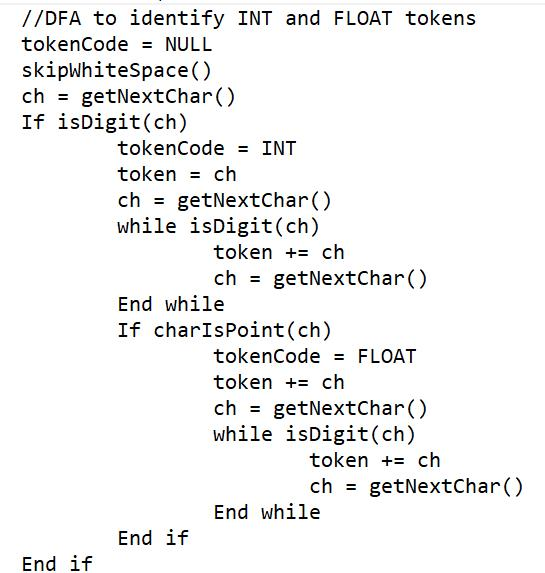 //DFA to identify INT and FLOAT tokens
tokenCode = NULL
skipWhiteSpace()
ch = getNextChar()
If isDigit(ch)
        tokenCode = INT
        token = ch
        ch = getNextChar()
        while isDigit(ch)
                token += ch
                ch = getNextChar()
        End while
        If charIsPoint(ch)
                tokenCode = FLOAT
                token += ch
                ch = getNextChar()
                while isDigit(ch)
                        token += ch
                        ch = getNextChar()
                End while
        End if
End if